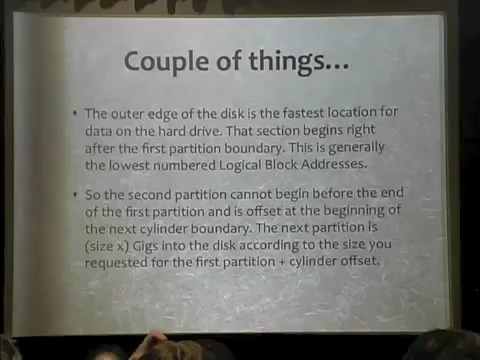 Couple of things...
• The outer edge of the disk is the fastest location for
data on the hard drive. That section begins right
after the first partition boundary. This is generally
the lowest numbered Logical Block Addresses.
• So the second partition cannot begin before the end
of the first partition and is offset at the beginning of
the next cylinder boundary. The next partition is
(size x) Gigs into the disk according to the size you
requested for the first partition + cylinder offset.